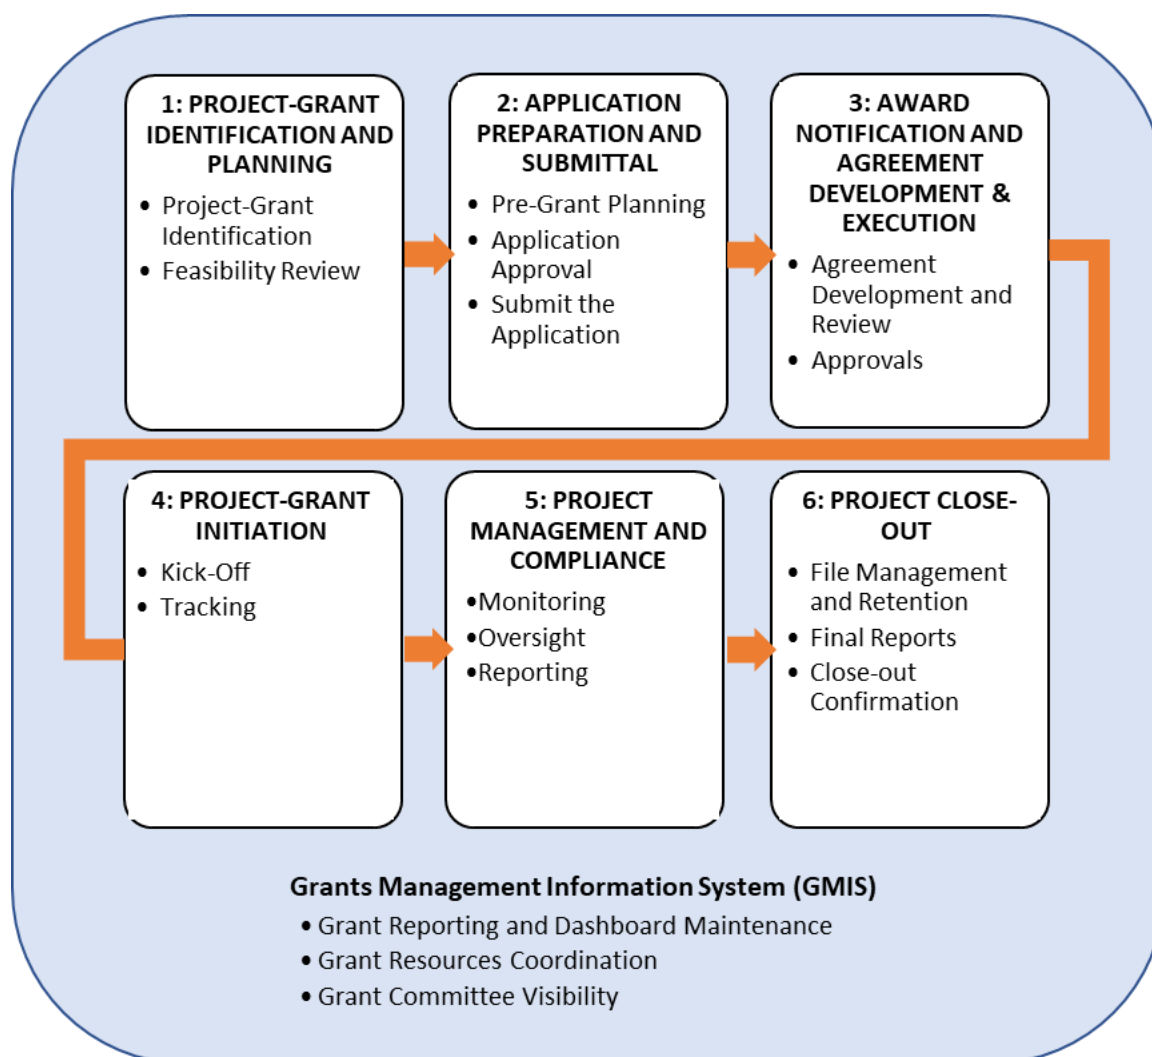 1: PROJECT-GRANT
IDENTIFICATION AND
PLANNING
• Project-Grant
Identification
• Feasibility Review
2: APPLICATION
PREPARATION AND
SUBMITTAL
• Pre-Grant Planning
• Application
Approval
• Submit the
Application
3: AWARD
NOTIFICATION AND
AGREEMENT
DEVELOPMENT &
EXECUTION
• Agreement
Development and
Review
• Approvals
4: PROJECT-GRANT
INITIATION
• Kick-Off
• Tracking
5: PROJECT
MANAGEMENT AND
COMPLIANCE
•Monitoring
•Oversight
•Reporting
6: PROJECT CLOSE-
OUT
• File Management
and Retention
• Final Reports
• Close-out
Confirmation
Grants Management Information System (GMIS)
• Grant Reporting and Dashboard Maintenance
• Grant Resources Coordination
• Grant Committee Visibility